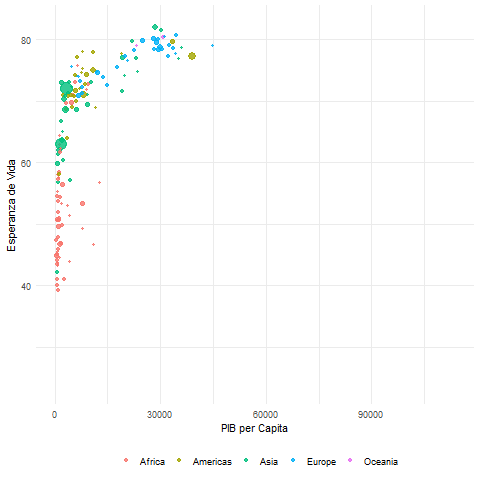 80
60
40
Esperanza de Vida
0
30000
60000
90000
PIB per Capita
Africa
Americas
Asia
Europe
Oceania